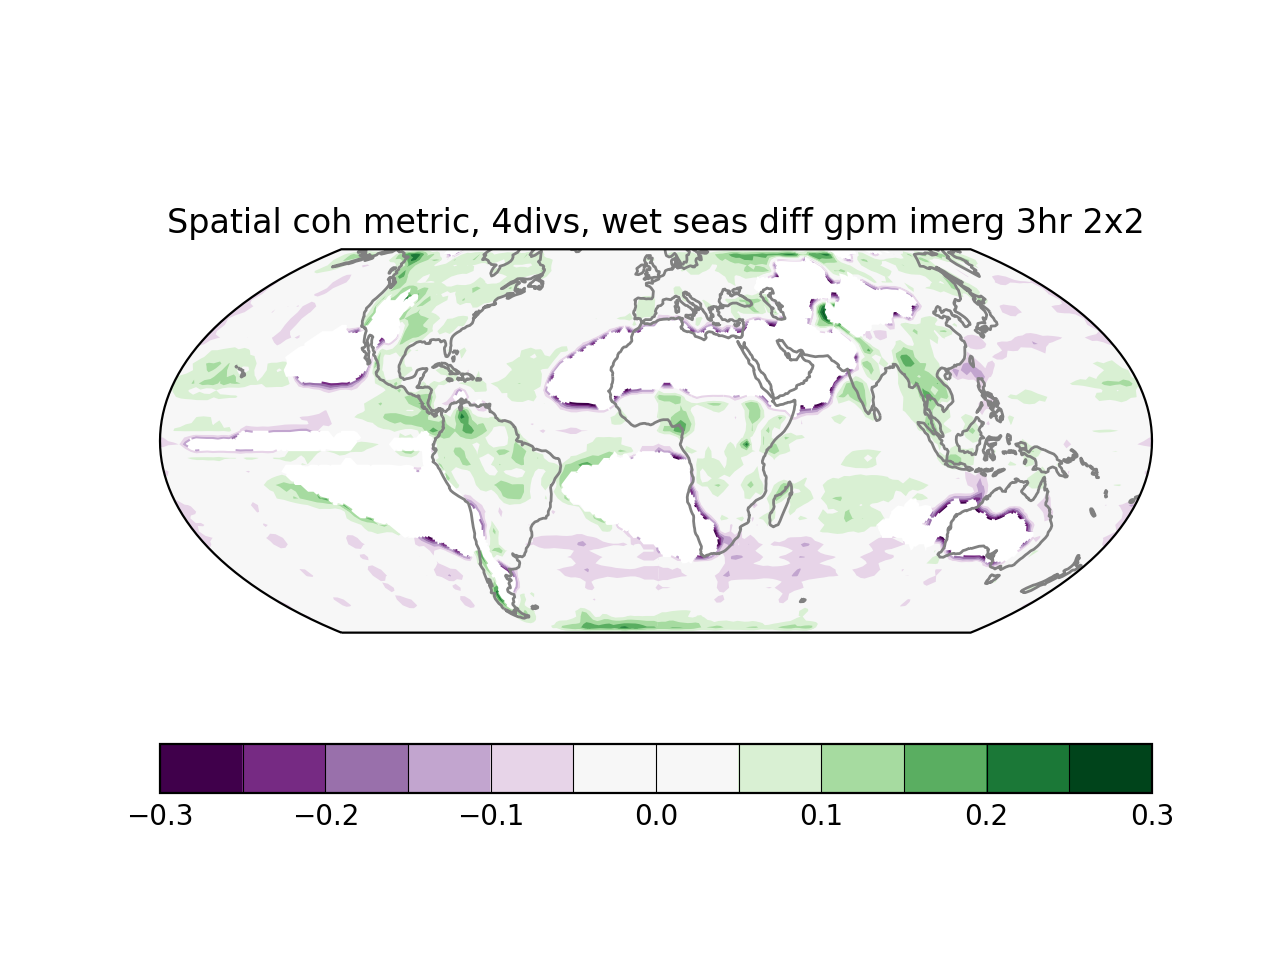 Spatial coh metric, 4divs, wet seas diff gpm imerg 3hr 2x2
−0.3 −0.2 −0.1 0.0 0.1 0.2 0.3